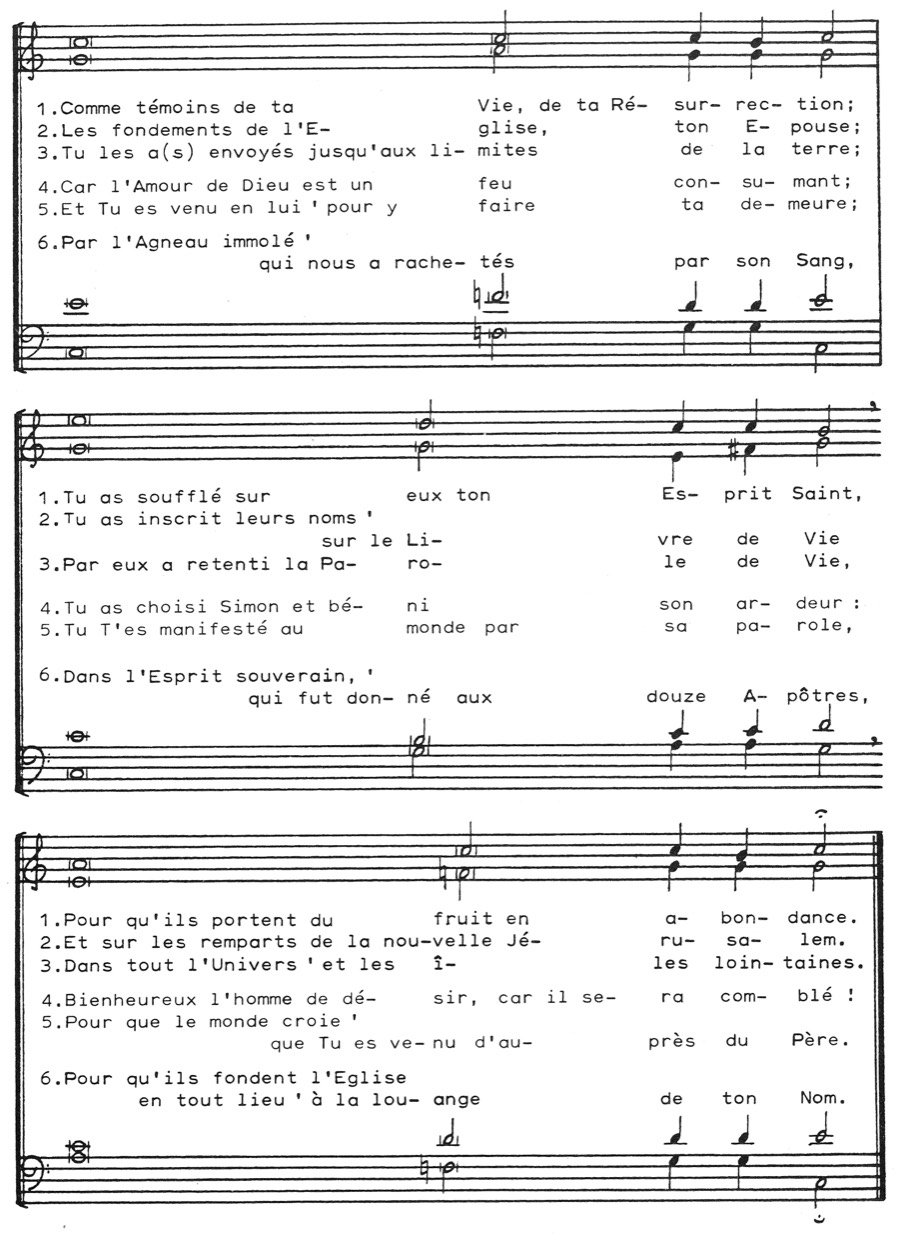 1.Comme témoins de ta Vie, de ta Ré- sur- rec- tion;
2.Les fondements de l'E- glise, ton E- pouse;
3.Tu les a(s) envoyés jusqu'aux li- mites de la terre;
4.Car l'Amour de Dieu est un feu con- su- mant;
5.Et Tu es venu en lui ' pour y faire ta de- meure;
6.Par l'Agneau immolé '
qui nous a rache- tés par son Sang,
1.Tu as soufflé sur eux ton Es- prit Saint,
2.Tu as inscrit leurs noms '
sur le Li- vre de Vie
3.Par eux a retenti la Pa- ro- le de Vie,
4.Tu as choisi Simon et bé- ni son ar- deur :
5.Tu T'es manifesté au monde par sa pa- role,
6.Dans l'Esprit souverain, '
qui fut don- né aux douze A- pôtres,
1.Pour qu'ils portent du fruit en a- bon- dance.
2.Et sur les remparts de la nou-velle Jé- ru- sa- lem.
3.Dans tout l'Univers ' et les î- les loin- taines.
4.Bienheureux l'homme de dé- sir, car il se- ra com- blé !
5.Pour que le monde croie '
que Tu es ve- nu d'au- près du Père.
6.Pour qu'ils fondent l'Eglise
en tout lieu ' à la lou- ange de ton Nom.